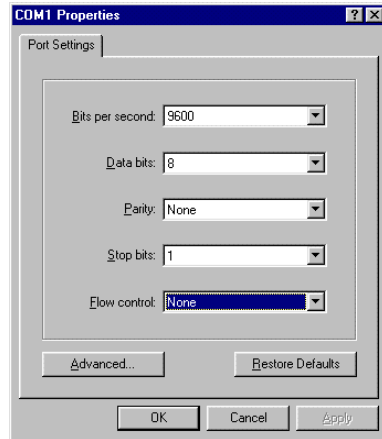 COM1 Properties
Port Settings
Bits per second: 9600
Data bits: 8
Parity: None
Stop bits: 1
Flow control: None
Advanced... Restore Defaults
OK Cancel Apply